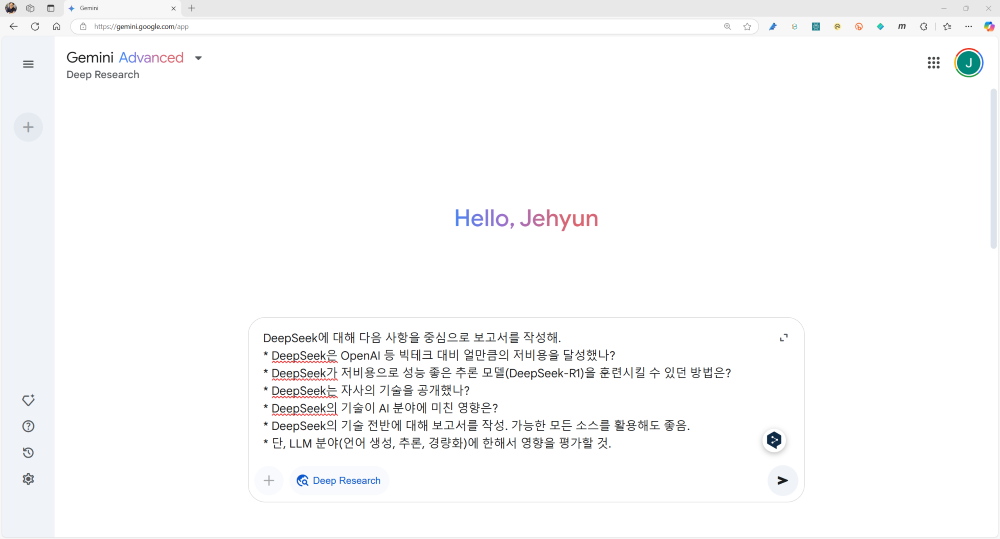 Gemini
https://gemini.google.com/app
Gemini Advanced
Deep Research
J
Hello, Jehyun
DeepSeek에 대해 다음 사항을 중심으로 보고서를 작성해.
* DeepSeek은 OpenAI 등 빅테크 대비 얼만큼의 저비용을 달성했나?
* DeepSeek가 저비용으로 성능 좋은 추론 모델(DeepSeek-R1)을 훈련시킬 수 있던 방법은?
* DeepSeek는 자사의 기술을 공개했나?
* DeepSeek의 기술이 AI 분야에 미친 영향은?
* DeepSeek의 기술 전반에 대해 보고서를 작성. 가능한 모든 소스를 활용해도 좋음.
* 단, LLM 분야(언어 생성, 추론, 경량화)에 한해서 영향을 평가할 것.
Deep Research